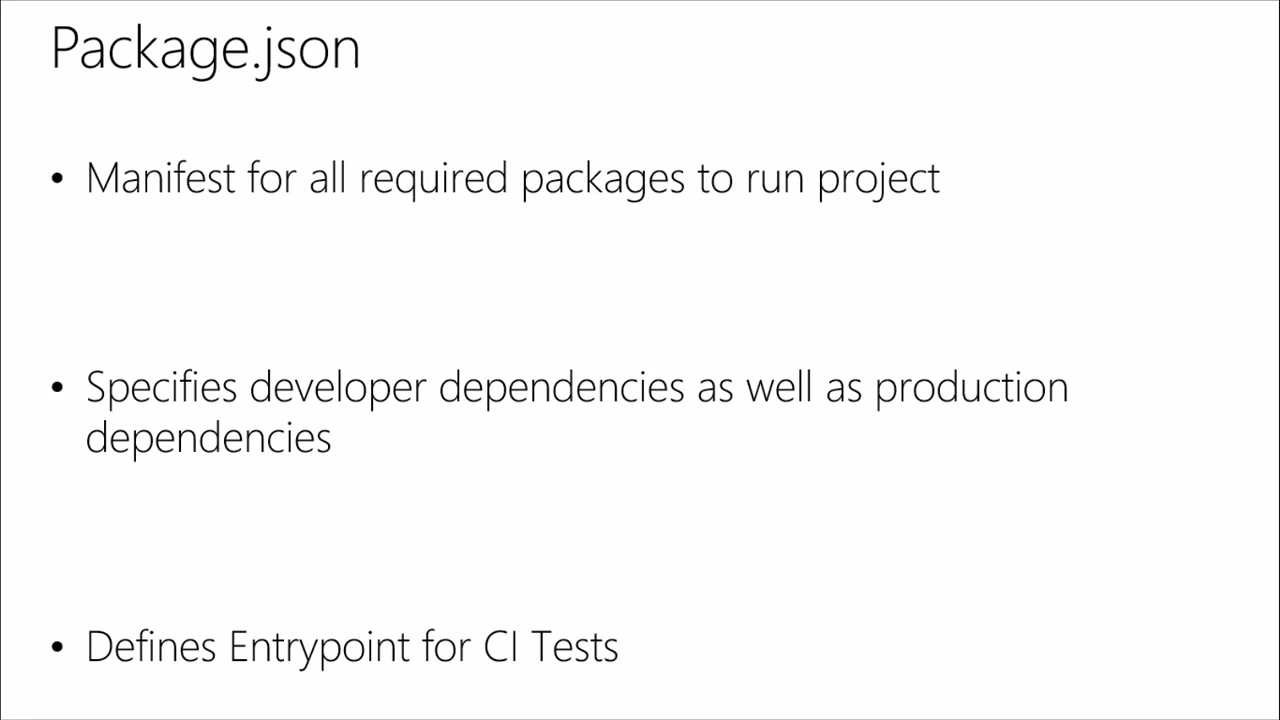 Package.json
• Manifest for all required packages to run project
• Specifies developer dependencies as well as production
dependencies
• Defines Entrypoint for CI Tests